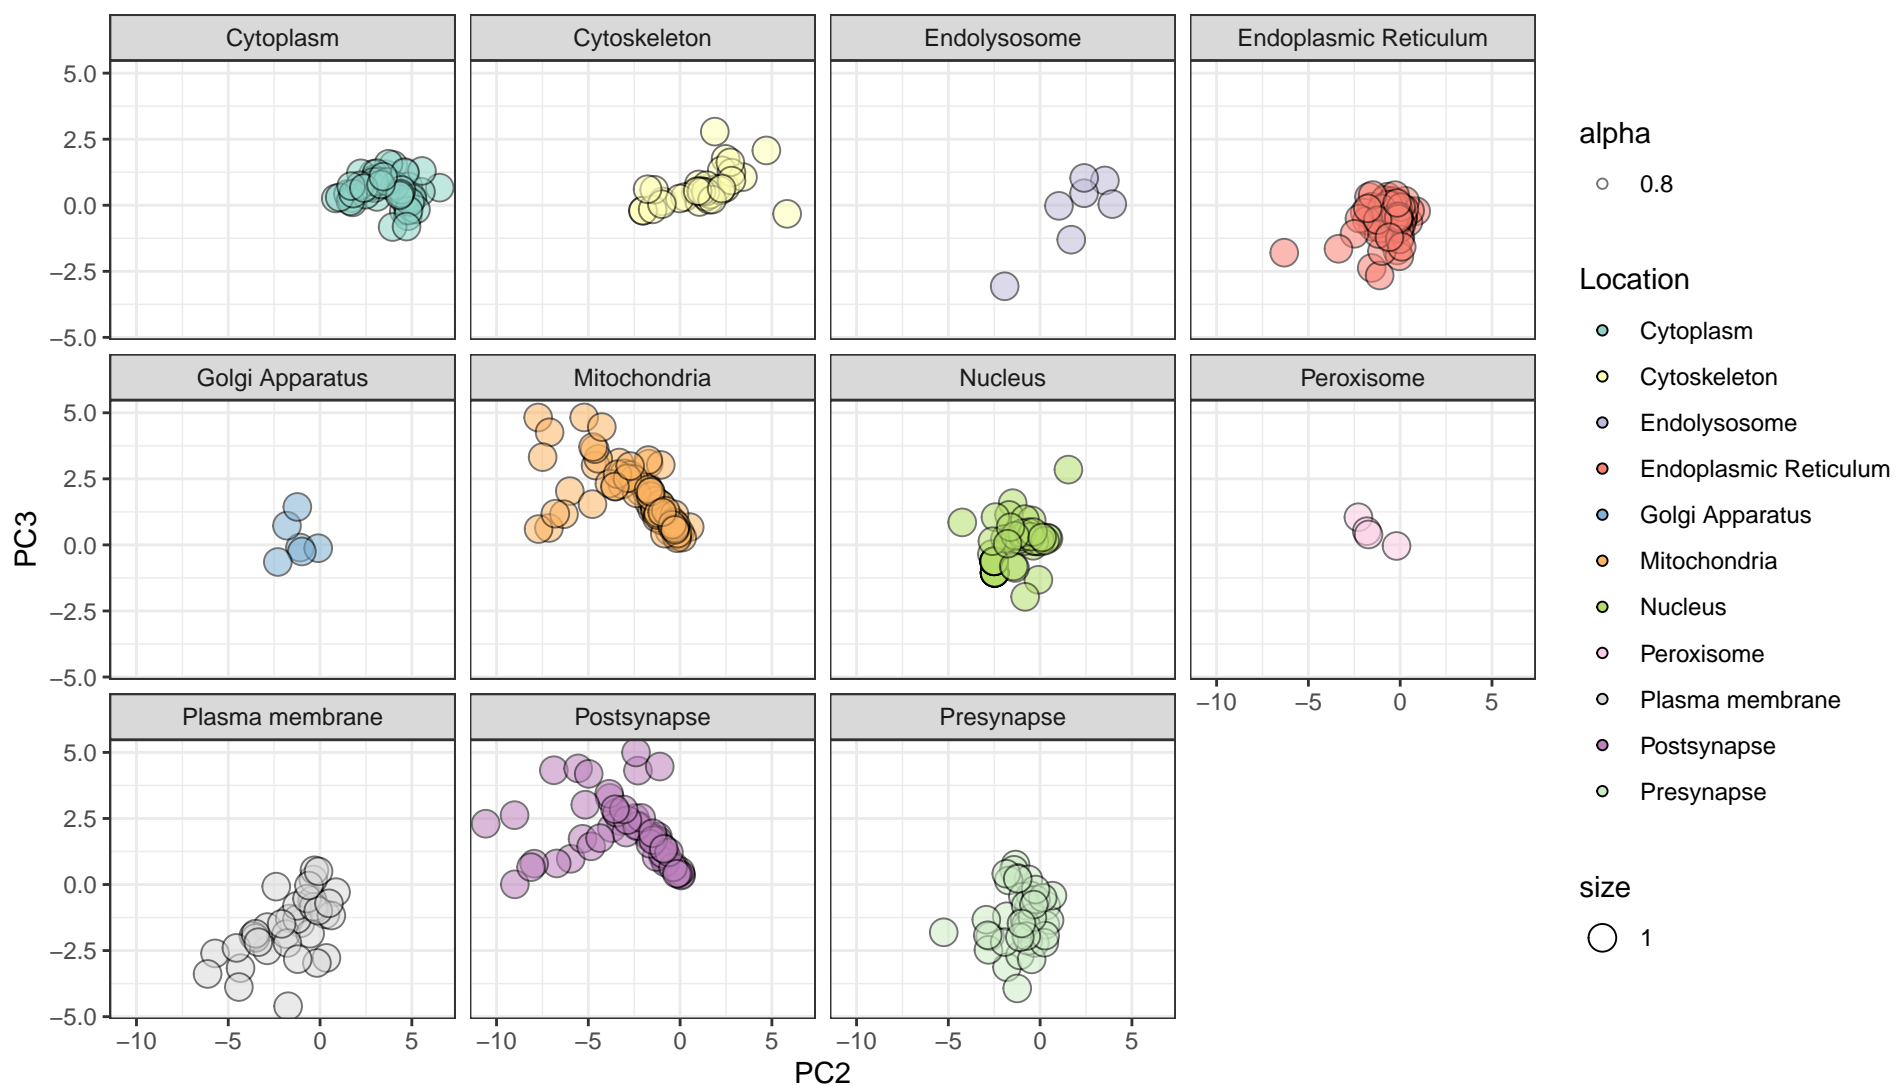 Cytoplasm
Cytoskeleton
Endolysosome
Endoplasmic Reticulum
5.0
2.5
0.0
−2.5
−5.0
Golgi Apparatus
Mitochondria
Nucleus
Peroxisome
5.0
2.5
0.0
−2.5
−5.0
−10 −5 0 5
Plasma membrane
Postsynapse
Presynapse
5.0
2.5
0.0
−2.5
−5.0
−10 −5 0 5
−10 −5 0 5
−10 −5 0 5
PC2
PC3
alpha
0.8
Location
Cytoplasm
Cytoskeleton
Endolysosome
Endoplasmic Reticulum
Golgi Apparatus
Mitochondria
Nucleus
Peroxisome
Plasma membrane
Postsynapse
Presynapse
size
1